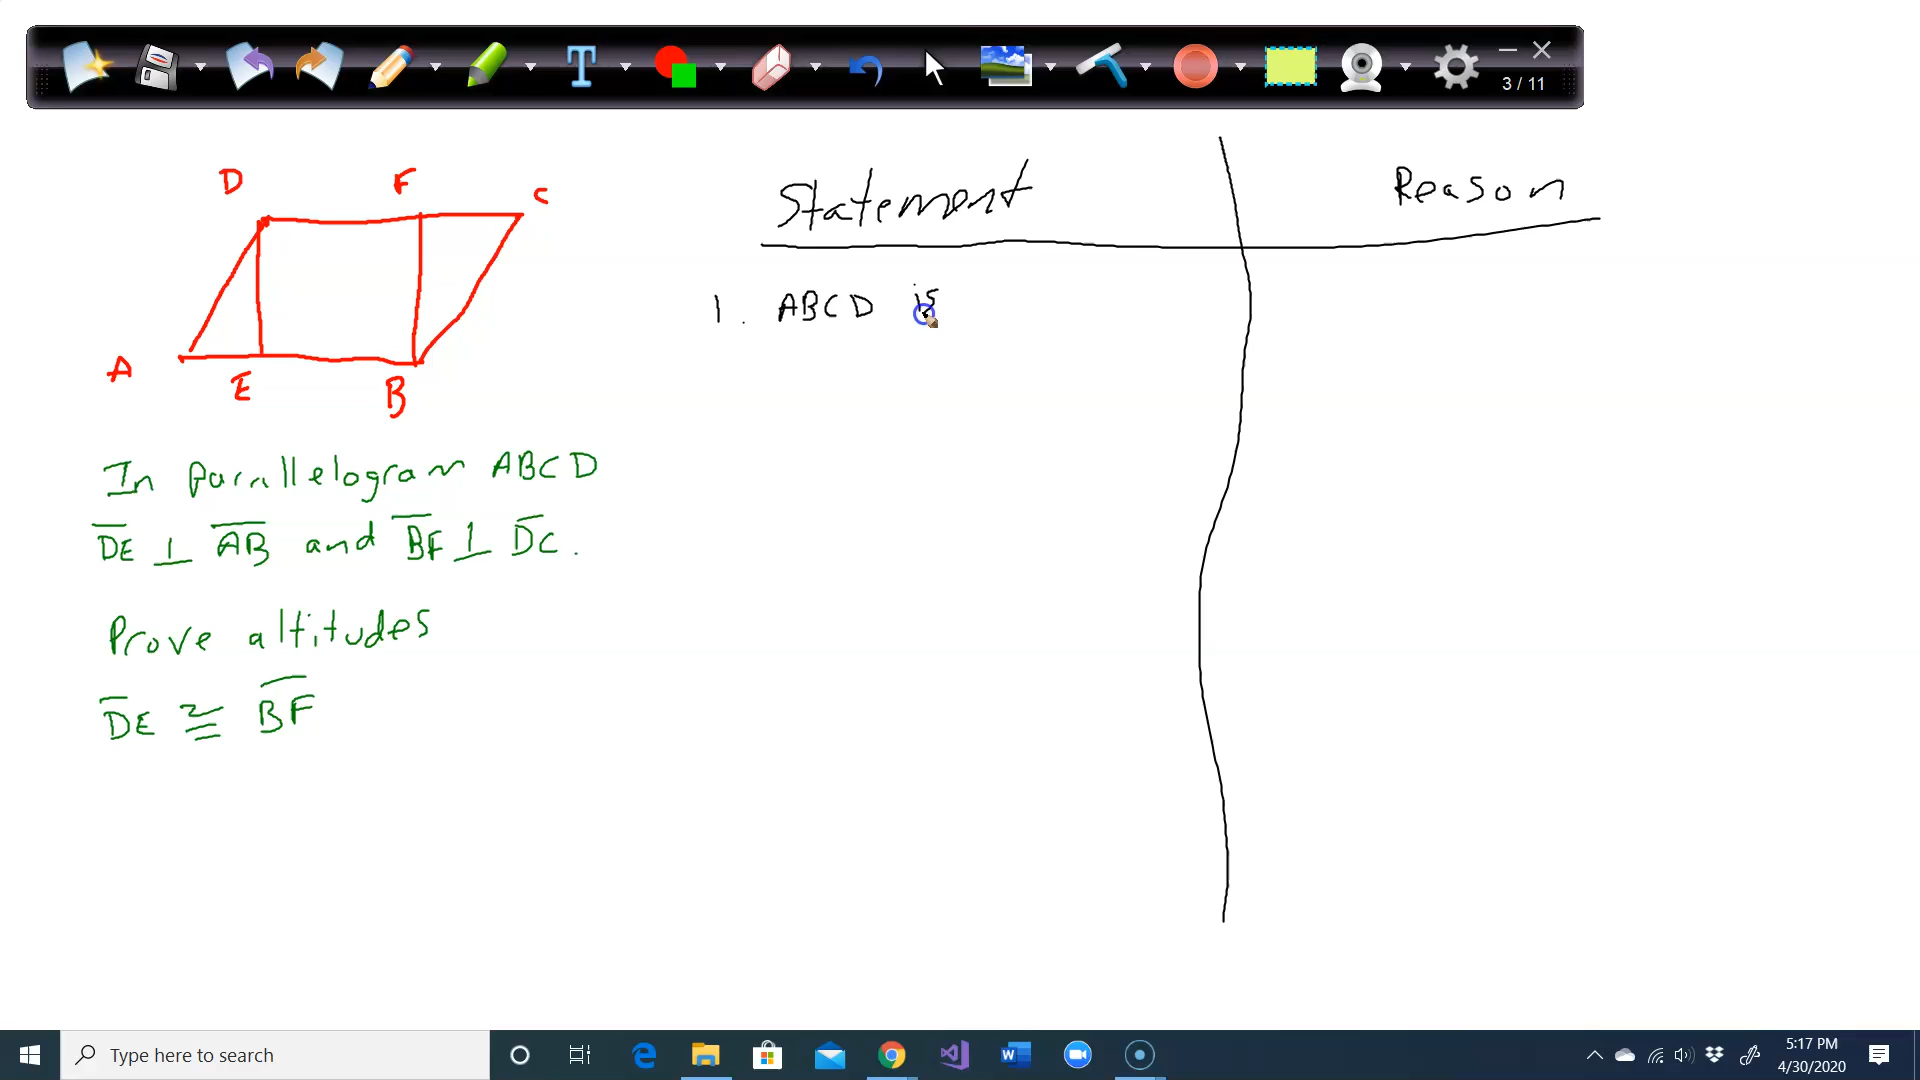 3 / 11
D F C
A E B
In parallelogram ABCD
DE ⊥ AB and BF ⊥ DC.
Prove altitudes
DE ≅ BF
Statement Reason
1. ABCD is
Type here to search
5:17 PM
4/30/2020